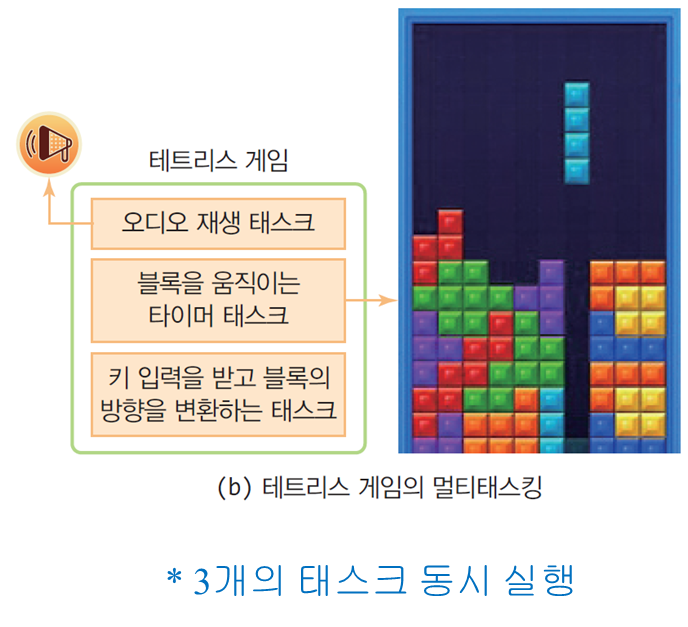 테트리스 게임
오디오 재생 태스크
블록을 움직이는
타이머 태스크
키 입력을 받고 블록의
방향을 변환하는 태스크
(b) 테트리스 게임의 멀티태스킹
* 3개의 태스크 동시 실행